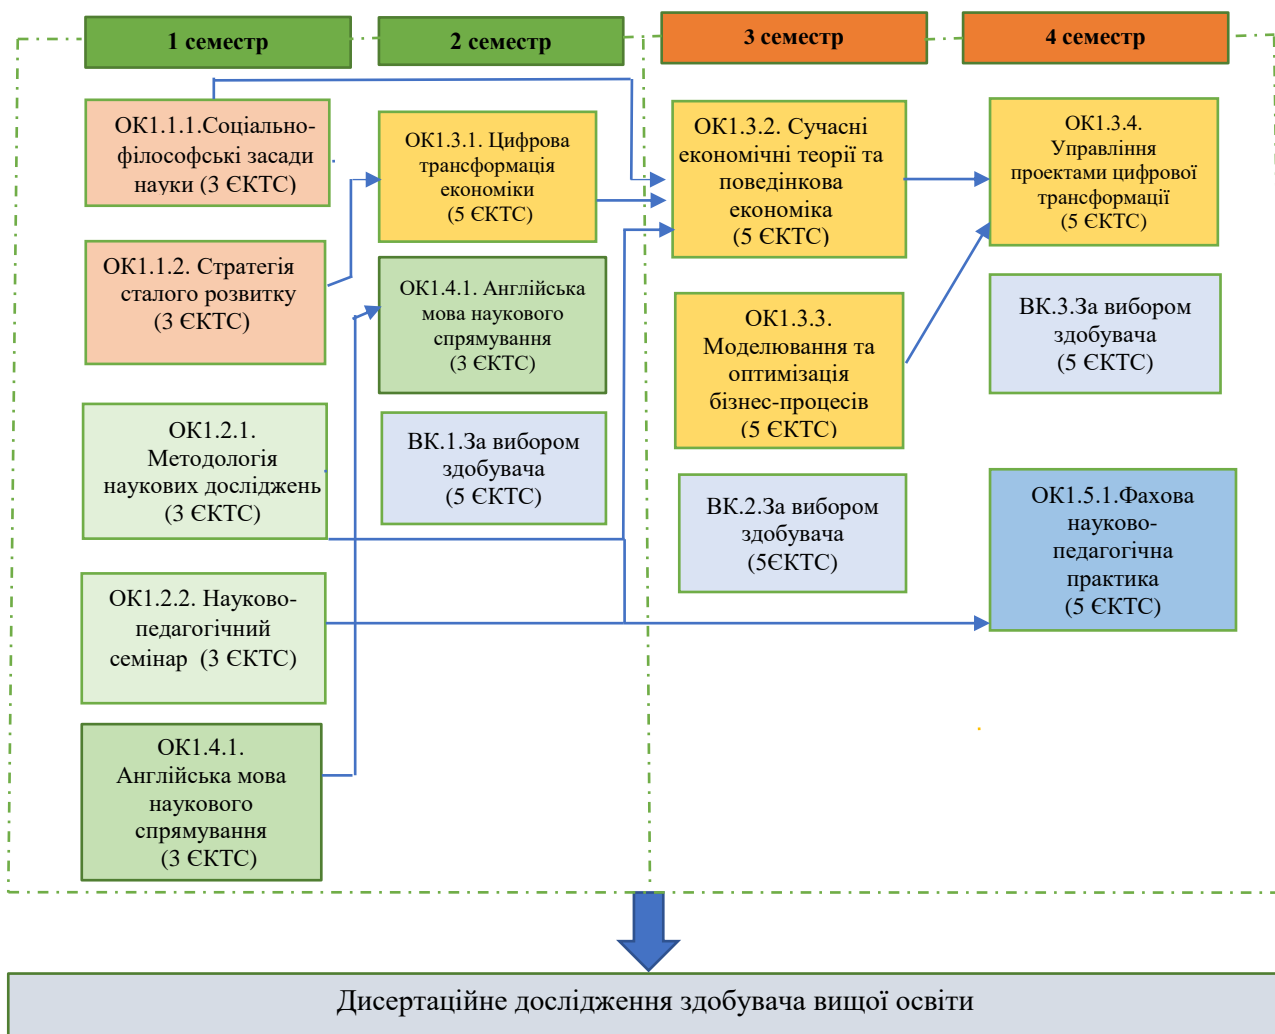 1 семестр
2 семестр
3 семестр
4 семестр
ОК1.1.1.Соціально-
філософські засади
науки (3 ЄКТС)
ОК1.1.2. Стратегія
сталого розвитку
(3 ЄКТС)
ОК1.2.1.
Методологія
наукових досліджень
(3 ЄКТС)
ОК1.2.2. Науково-
педагогічний
семінар (3 ЄКТС)
ОК1.4.1.
Англійська мова
наукового
спрямування
(3 ЄКТС)
ОК1.3.1. Цифрова
трансформація
економіки
(5 ЄКТС)
ОК1.4.1. Англійська
мова наукового
спрямування
(3 ЄКТС)
ВК.1.За вибором
здобувача
(5 ЄКТС)
ОК1.3.2. Сучасні
економічні теорії та
поведінкова
економіка
(5 ЄКТС)
ОК1.3.3.
Моделювання та
оптимізація
бізнес-процесів
(5 ЄКТС)
ВК.2.За вибором
здобувача
(5ЄКТС)
ОК1.3.4.
Управління
проектами цифрової
трансформації
(5 ЄКТС)
ВК.3.За вибором
здобувача
(5 ЄКТС)
ОК1.5.1.Фахова
науково-
педагогічна
практика
(5 ЄКТС)
Дисертаційне дослідження здобувача вищої освіти